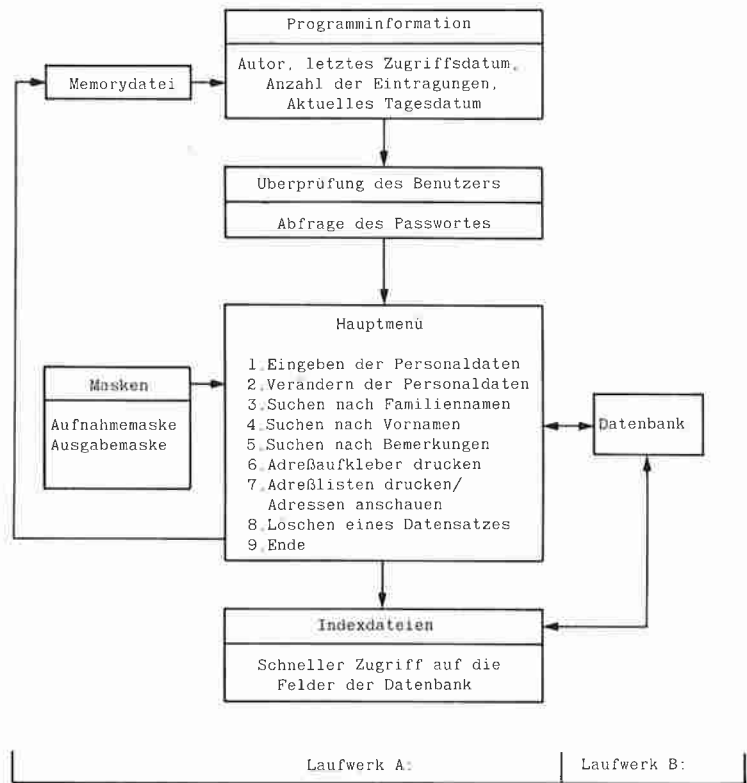 Programminformation
Autor, letztes Zugriffsdatum,
Anzahl der Eintragungen,
Aktuelles Tagesdatum
Memorydatei
Überprüfung des Benutzers
Abfrage des Passwortes
Hauptmenü
1.Eingeben der Personaldaten
2.Verändern der Personaldaten
3.Suchen nach Familiennamen
4.Suchen nach Vornamen
5.Suchen nach Bemerkungen
6.Adreßaufkleber drucken
7.Adreßlisten drucken/
Adressen anschauen
8.Löschen eines Datensatzes
9.Ende
Masken
Aufnahmemaske
Ausgabemaske
Datenbank
Indexdateien
Schneller Zugriff auf die
Felder der Datenbank
Laufwerk A:
Laufwerk B: